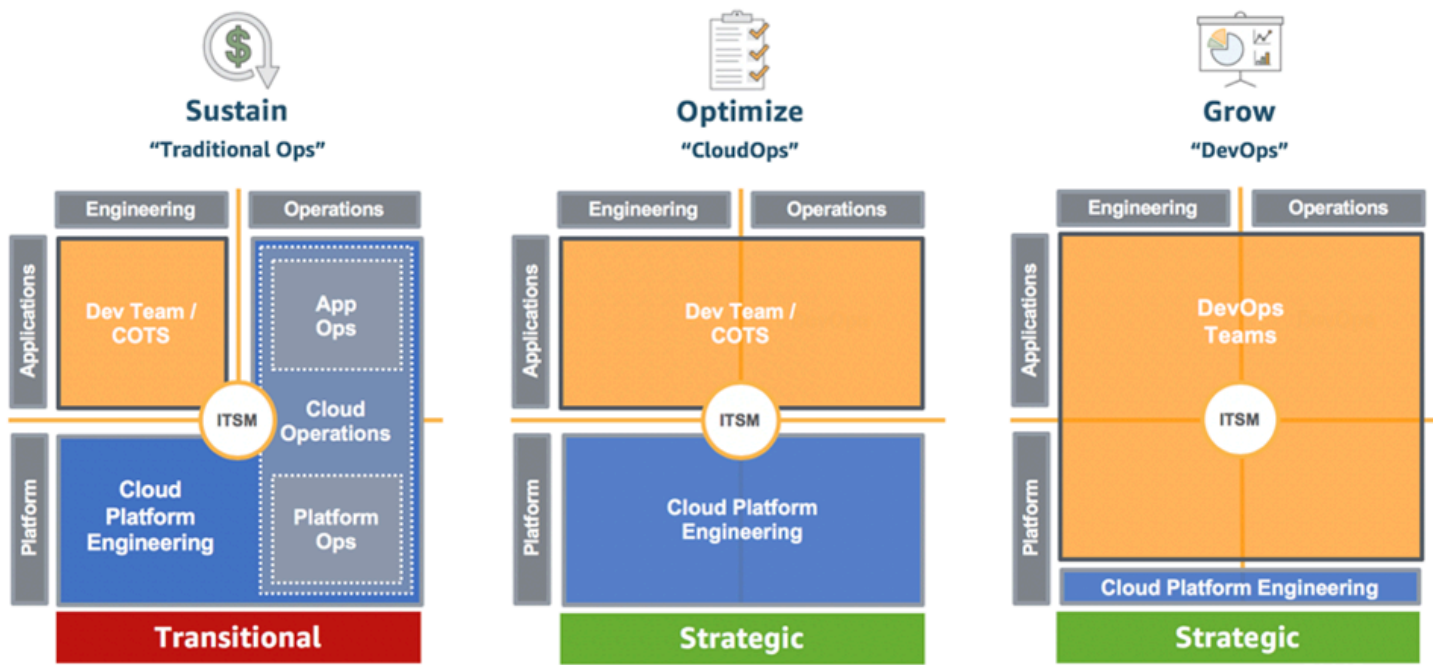 Sustain
“Traditional Ops”
Engineering
Operations
Applications
Dev Team /
COTS
App
Ops
ITSM
Cloud
Operations
Platform
Cloud
Platform
Engineering
Platform
Ops
Transitional
Optimize
“CloudOps”
Engineering
Operations
Applications
Dev Team /
COTS
ITSM
Platform
Cloud Platform
Engineering
Strategic
Grow
“DevOps”
Engineering
Operations
Applications
DevOps
Teams
ITSM
Platform
Cloud Platform Engineering
Strategic